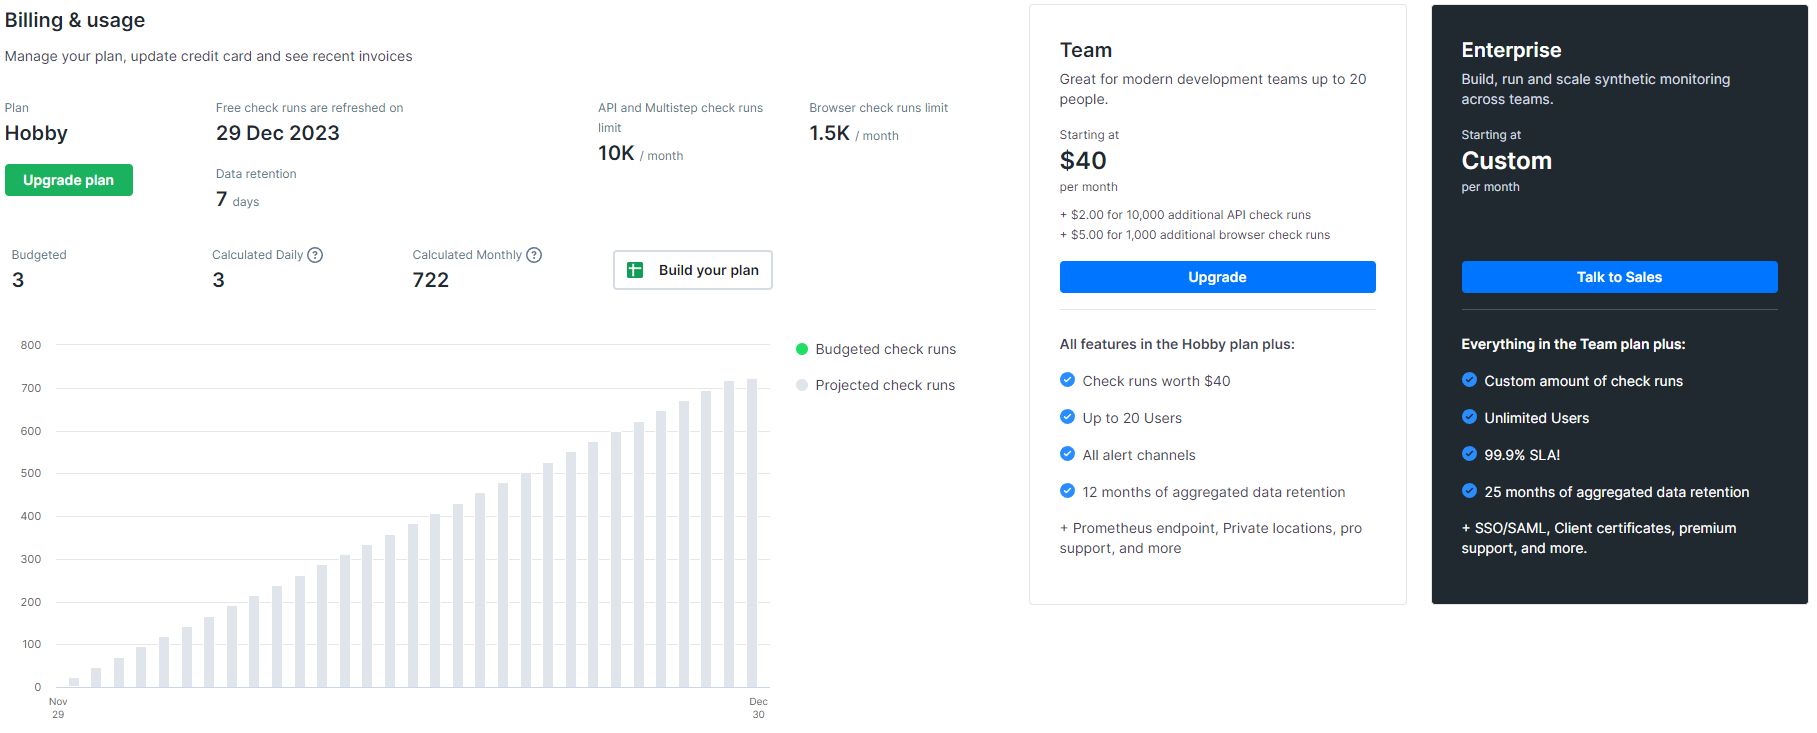 Billing & usage
Manage your plan, update credit card and see recent invoices
Plan
Hobby
Upgrade plan
Free check runs are refreshed on
29 Dec 2023
Data retention
7 days
API and Multistep check runs
limit
10K / month
Browser check runs limit
1.5K / month
Budgeted
3
Calculated Daily ?
3
Calculated Monthly ?
722
Build your plan
800
700
600
500
400
300
200
100
0
Nov
29
Dec
30
Budgeted check runs
Projected check runs
Team
Great for modern development teams up to 20
people.
Starting at
$40
per month
+ $2.00 for 10,000 additional API check runs
+ $5.00 for 1,000 additional browser check runs
Upgrade
All features in the Hobby plan plus:
Check runs worth $40
Up to 20 Users
All alert channels
12 months of aggregated data retention
+ Prometheus endpoint, Private locations, pro
support, and more
Enterprise
Build, run and scale synthetic monitoring
across teams.
Starting at
Custom
per month
Talk to Sales
Everything in the Team plan plus:
Custom amount of check runs
Unlimited Users
99.9% SLA!
25 months of aggregated data retention
+ SSO/SAML, Client certificates, premium
support, and more.